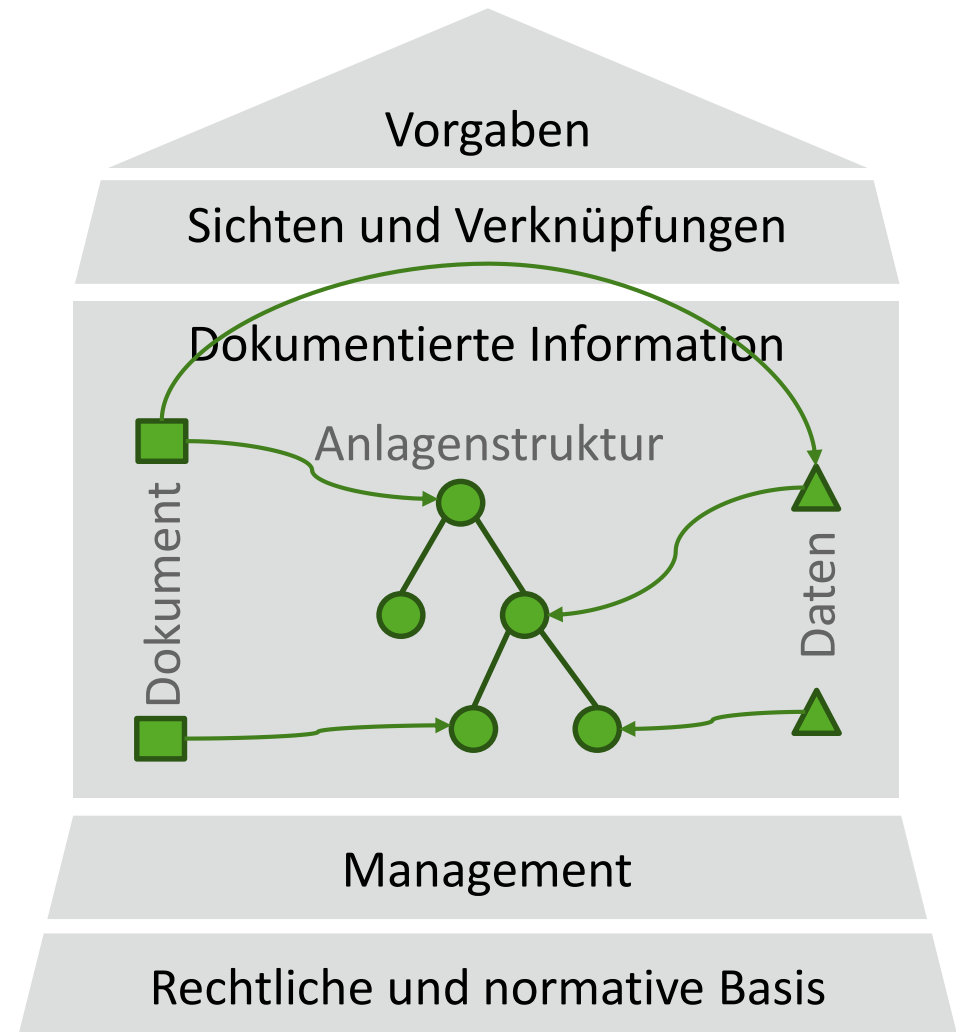 Vorgaben
Sichten und Verknüpfungen
Dokumentierte Information
Anlagenstruktur
Dokument
Daten
Management
Rechtliche und normative Basis